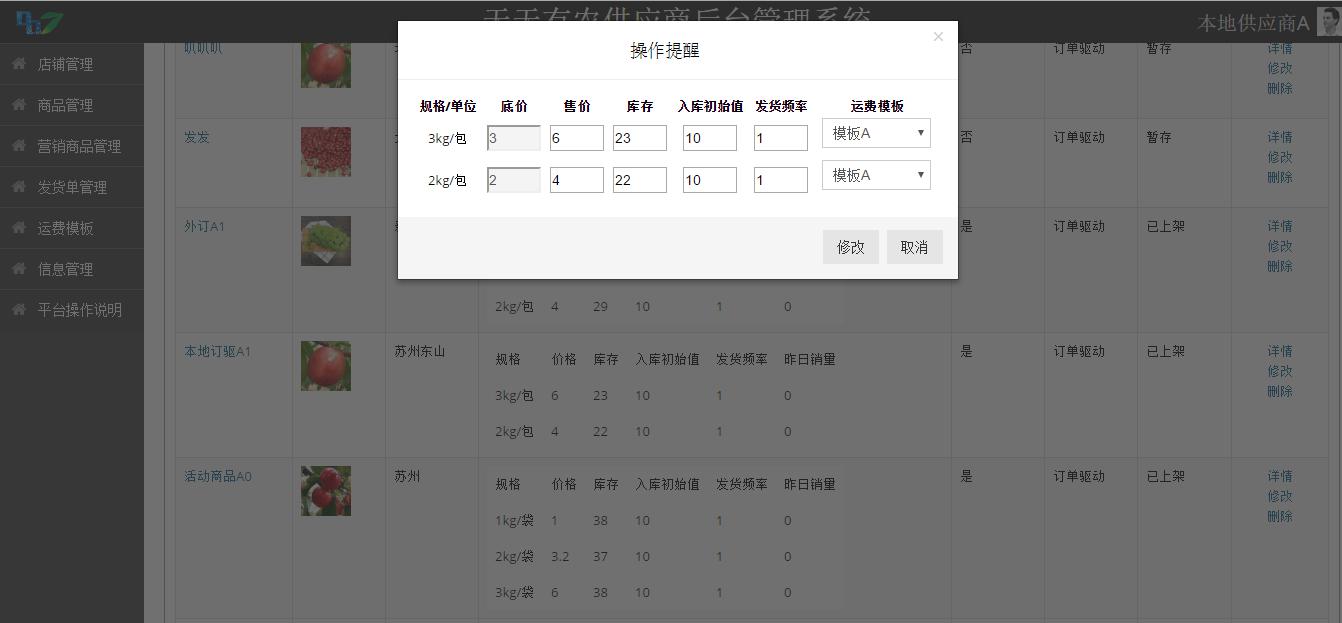 天天有农供应商后台管理系统
本地供应商A
店铺管理
商品管理
营销商品管理
发货单管理
运费模板
信息管理
平台操作说明
操作提醒
×
规格/单位 底价 售价 库存 入库初始值 发货频率 运费模板
3kg/包 3 6 23 10 1 模板A
2kg/包 2 4 22 10 1 模板A
修改 取消
叽叽叽 否 订单驱动 暂存 详情
修改
删除
发发 否 订单驱动 暂存 详情
修改
删除
外订A1 是 订单驱动 已上架 详情
修改
删除
2kg/包 4 29 10 1 0
本地订驱A1 苏州东山 是 订单驱动 已上架 详情
修改
删除
规格 价格 库存 入库初始值 发货频率 昨日销量
3kg/包 6 23 10 1 0
2kg/包 4 22 10 1 0
活动商品A0 苏州 是 订单驱动 已上架 详情
修改
删除
规格 价格 库存 入库初始值 发货频率 昨日销量
1kg/袋 1 38 10 1 0
2kg/袋 3.2 37 10 1 0
3kg/袋 6 38 10 1 0